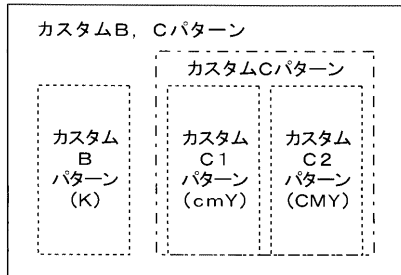 カスタムB，Cパターン
カスタムCパターン
カスタム
B
パターン
(K)
カスタム
C1
パターン
(cmY)
カスタム
C2
パターン
(CMY)